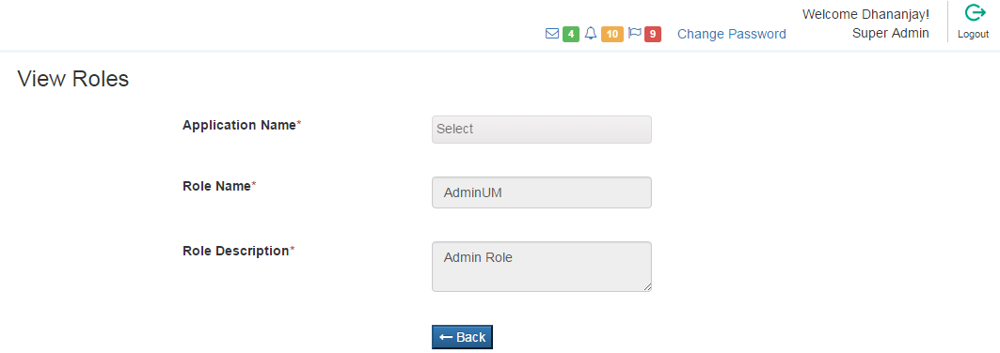 Welcome Dhananjay!
4 10 9 Change Password Super Admin Logout
View Roles
Application Name* Select
Role Name* AdminUM
Role Description* Admin Role
Back